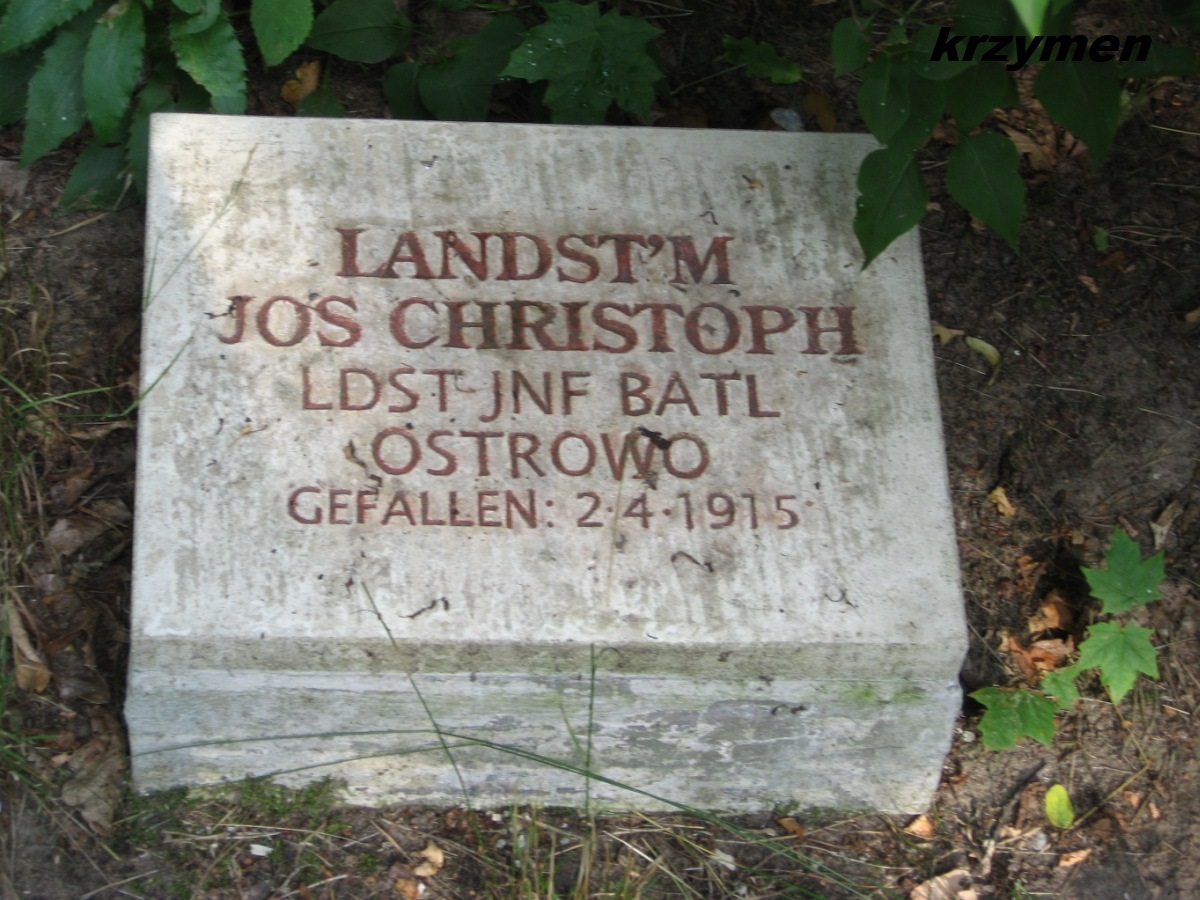 krzymen
LANDST'M
JOS CHRISTOPH
LDST JNF BATL
OSTROWO
GEFALLEN: 2·4·1915